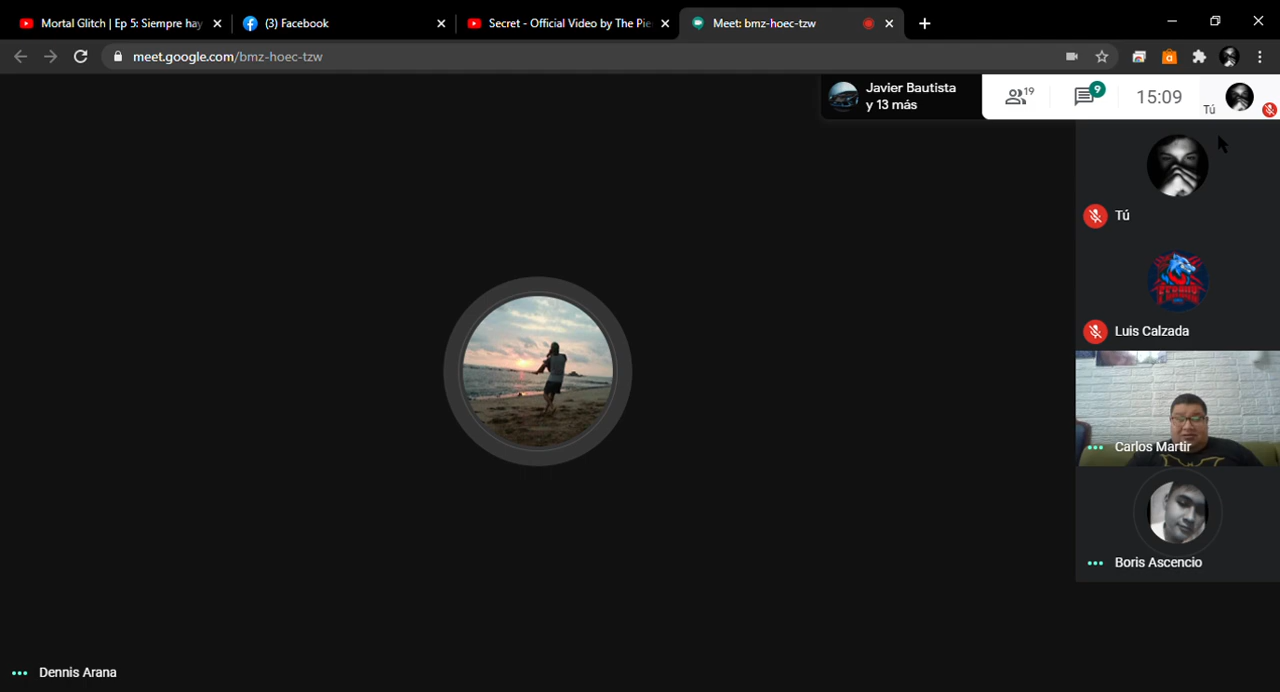 Mortal Glitch | Ep 5: Siempre hay
(3) Facebook
Secret - Official Video by The Pie
Meet: bmz-hoec-tzw
meet.google.com/bmz-hoec-tzw
Javier Bautista
y 13 más
19
9
15:09
Tú
Tú
Luis Calzada
Carlos Martir
Boris Ascencio
Dennis Arana